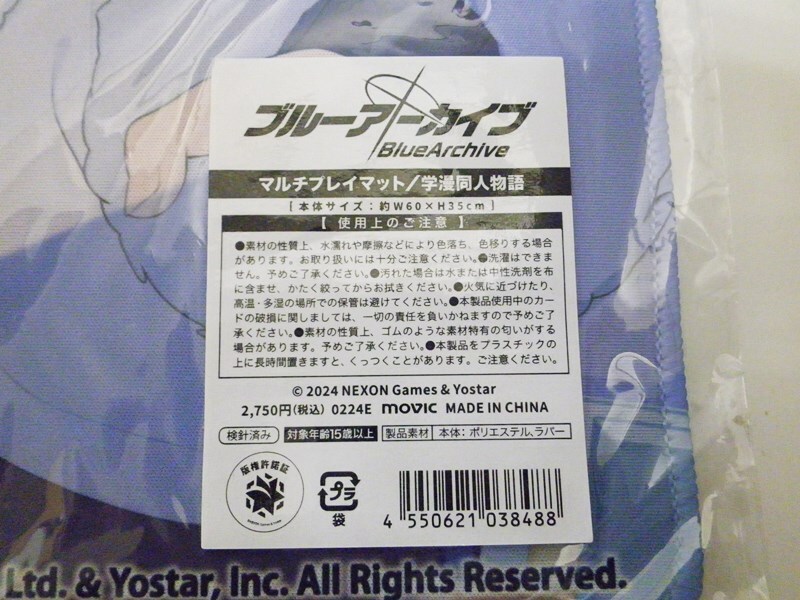 ブルーアーカイブ
BlueArchive
マルチプレイマット/学漫同人物語
[ 本体サイズ:約W60×H35cm ]
【 使用上のご注意 】
●素材の性質上、水濡れや摩擦などにより色落ち、色移りする場合
があります。お取り扱いには十分ご注意ください。●洗濯はできま
せん。予めご了承ください。●汚れた場合は水または中性洗剤を布
に含ませ、かたく絞ってからお拭きください。●火気に近づけたり、
高温・多湿の場所での保管は避けてください。●本製品使用中のカー
ドの破損に関しましては、一切の責任を負いかねますので予めご了
承ください。●素材の性質上、ゴムのような素材特有の匂いがする
場合があります。予めご了承ください。●本製品をプラスチックの
上に長時間置きますと、くっつくことがあります。ご注意ください。
© 2024 NEXON Games & Yostar
2,750円(税込) 0224E movic MADE IN CHINA
検針済み 対象年齢15歳以上 製品素材 本体:ポリエステル、ラバー
版権許諾証
NEXON Games & Yostar
プラ
袋
4 550621 038488
Ltd. & Yostar, Inc. All Rights Reserved.